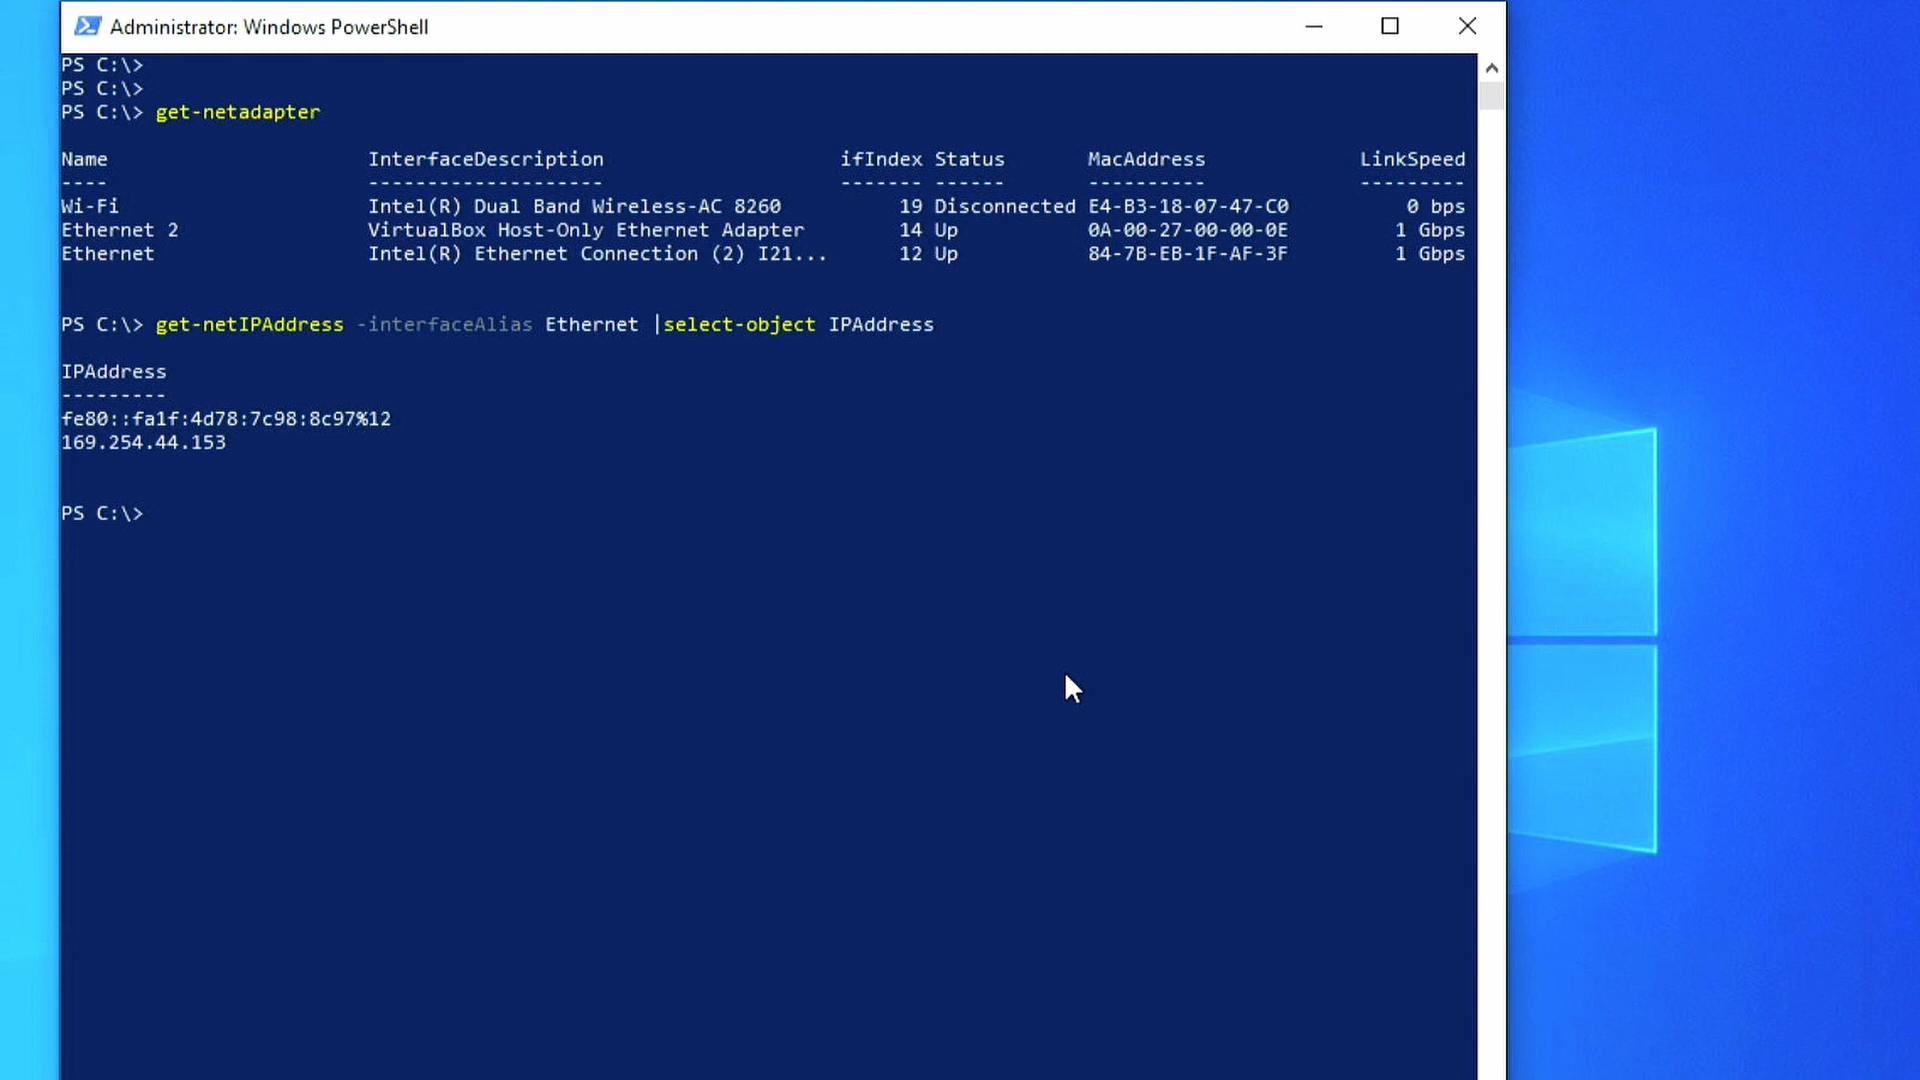 Administrator: Windows PowerShell
PS C:\>
PS C:\>
PS C:\> get-netadapter
Name InterfaceDescription ifIndex Status MacAddress LinkSpeed
---- -------------------- ------- ------ ---------- ---------
Wi-Fi Intel(R) Dual Band Wireless-AC 8260 19 Disconnected E4-B3-18-07-47-C0 0 bps
Ethernet 2 VirtualBox Host-Only Ethernet Adapter 14 Up 0A-00-27-00-00-0E 1 Gbps
Ethernet Intel(R) Ethernet Connection (2) I21... 12 Up 84-7B-EB-1F-AF-3F 1 Gbps
PS C:\> get-netIPAddress -interfaceAlias Ethernet |select-object IPAddress
IPAddress
---------
fe80::fa1f:4d78:7c98:8c97%12
169.254.44.153
PS C:\>